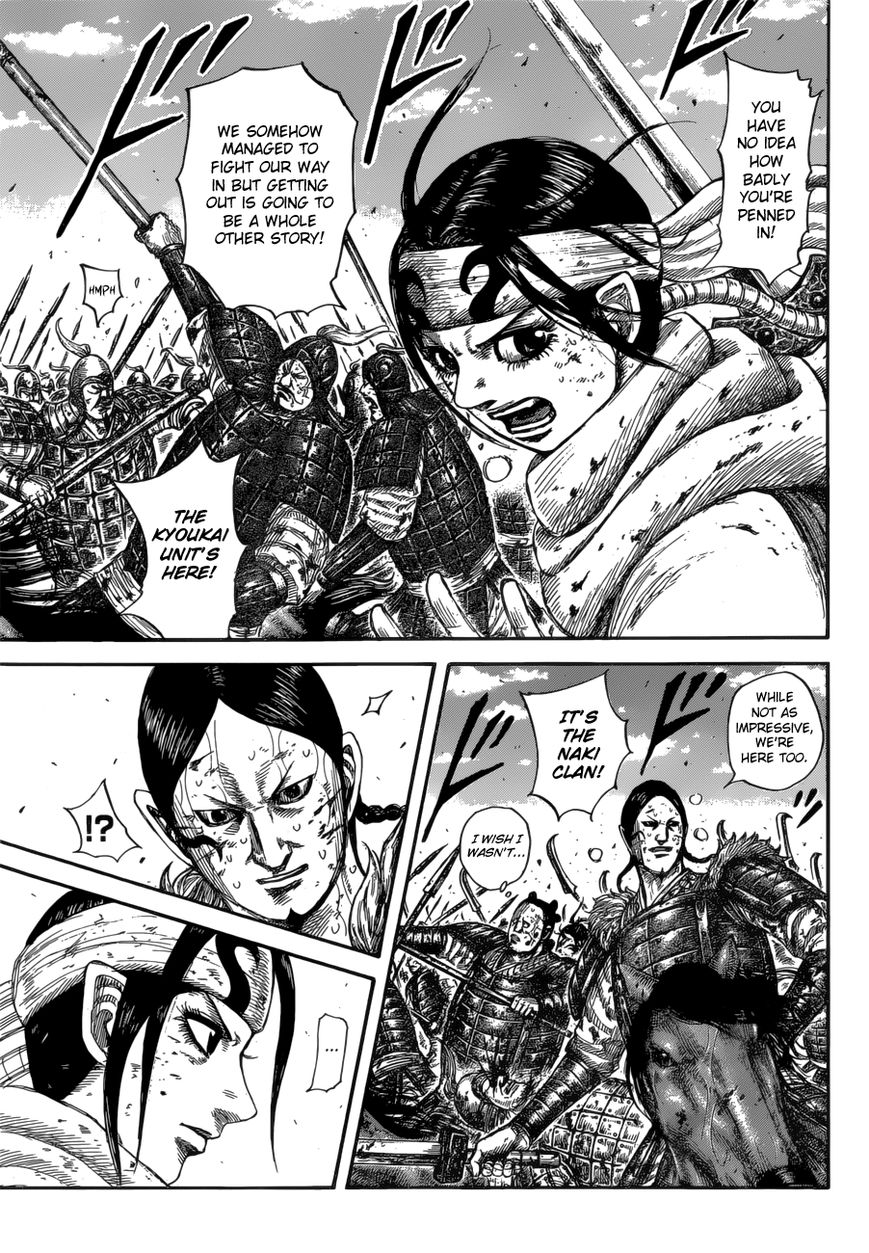 YOU
HAVE
NO IDEA
HOW
BADLY
YOU'RE
PENNED
IN!
ドドドド
WE SOMEHOW
MANAGED TO
FIGHT OUR WAY
IN BUT GETTING
OUT IS GOING TO
BE A WHOLE
OTHER STORY!
HMPH
THE
KYOUKAI
UNIT'S
HERE!
WHILE
NOT AS
IMPRESSIVE,
WE'RE
HERE TOO.
ドドド
IT'S
THE
NAKI
CLAN!
I WISH I
WASN'T...
!?
...